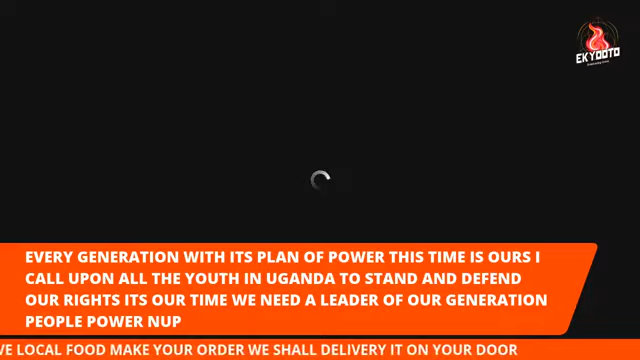 EKYOOTO
EVERY GENERATION WITH ITS PLAN OF POWER THIS TIME IS OURS I
CALL UPON ALL THE YOUTH IN UGANDA TO STAND AND DEFEND
OUR RIGHTS ITS OUR TIME WE NEED A LEADER OF OUR GENERATION
PEOPLE POWER NUP
WE LOCAL FOOD MAKE YOUR ORDER WE SHALL DELIVERY IT ON YOUR DOOR